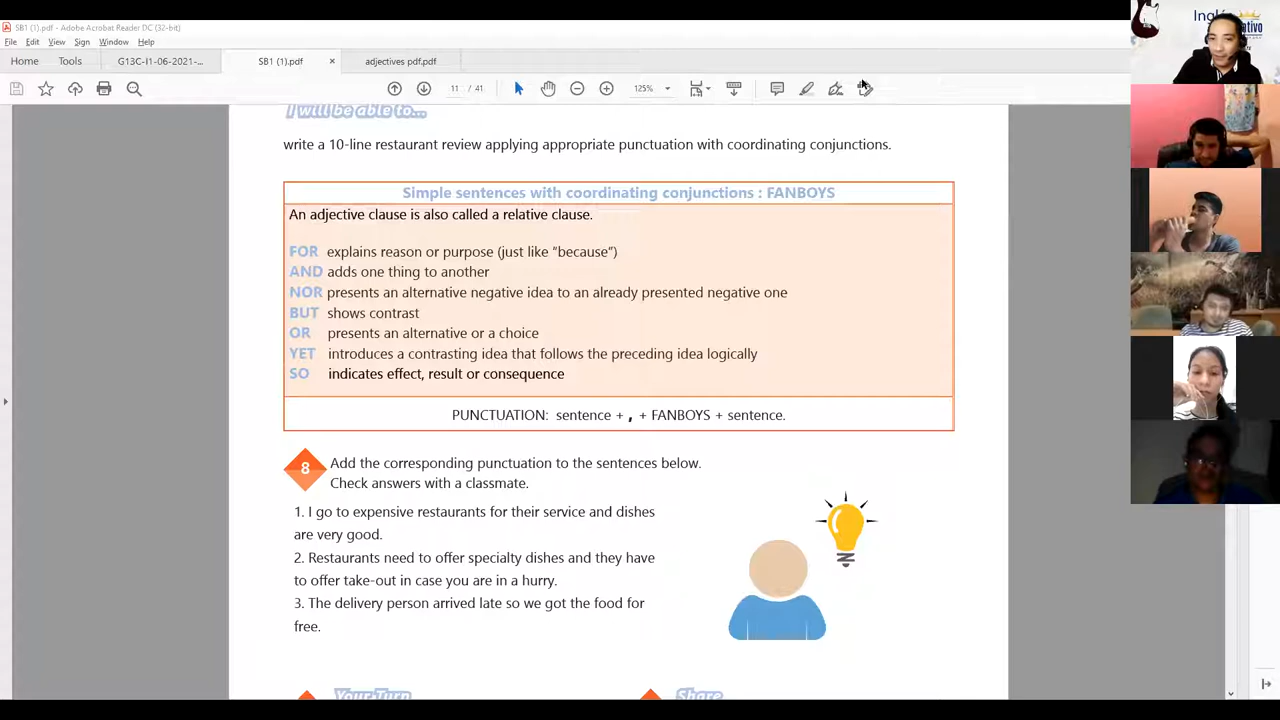 SB1 (1).pdf - Adobe Acrobat Reader DC (32-bit)
File Edit View Sign Window Help
Home Tools G13C-I1-06-2021-... SB1 (1).pdf × adjectives pdf.pdf
11 / 41 125%
I will be able to...
write a 10-line restaurant review applying appropriate punctuation with coordinating conjunctions.
Simple sentences with coordinating conjunctions : FANBOYS
An adjective clause is also called a relative clause.
FOR explains reason or purpose (just like “because”)
AND adds one thing to another
NOR presents an alternative negative idea to an already presented negative one
BUT shows contrast
OR presents an alternative or a choice
YET introduces a contrasting idea that follows the preceding idea logically
SO indicates effect, result or consequence
PUNCTUATION: sentence + , + FANBOYS + sentence.
8 Add the corresponding punctuation to the sentences below.
Check answers with a classmate.
1. I go to expensive restaurants for their service and dishes
are very good.
2. Restaurants need to offer specialty dishes and they have
to offer take-out in case you are in a hurry.
3. The delivery person arrived late so we got the food for
free.
Your Turn
Share